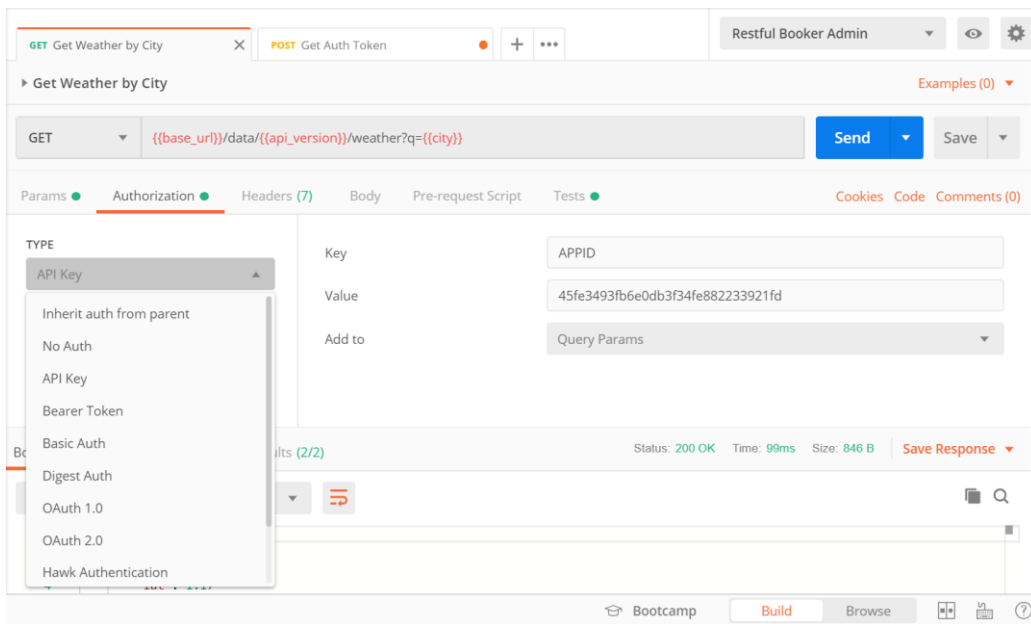 GET Get Weather by City
POST Get Auth Token
Restful Booker Admin
Get Weather by City
Examples (0)
GET
{{base_url}}/data/{{api_version}}/weather?q={{city}}
Send
Save
Params
Authorization
Headers (7)
Body
Pre-request Script
Tests
Cookies Code Comments (0)
TYPE
API Key
Inherit auth from parent
No Auth
API Key
Bearer Token
Basic Auth
Digest Auth
OAuth 1.0
OAuth 2.0
Hawk Authentication
Key
APPID
Value
45fe3493fb6e0db3f34fe882233921fd
Add to
Query Params
(2/2)
Status: 200 OK Time: 99ms Size: 846 B
Save Response
Bootcamp
Build
Browse